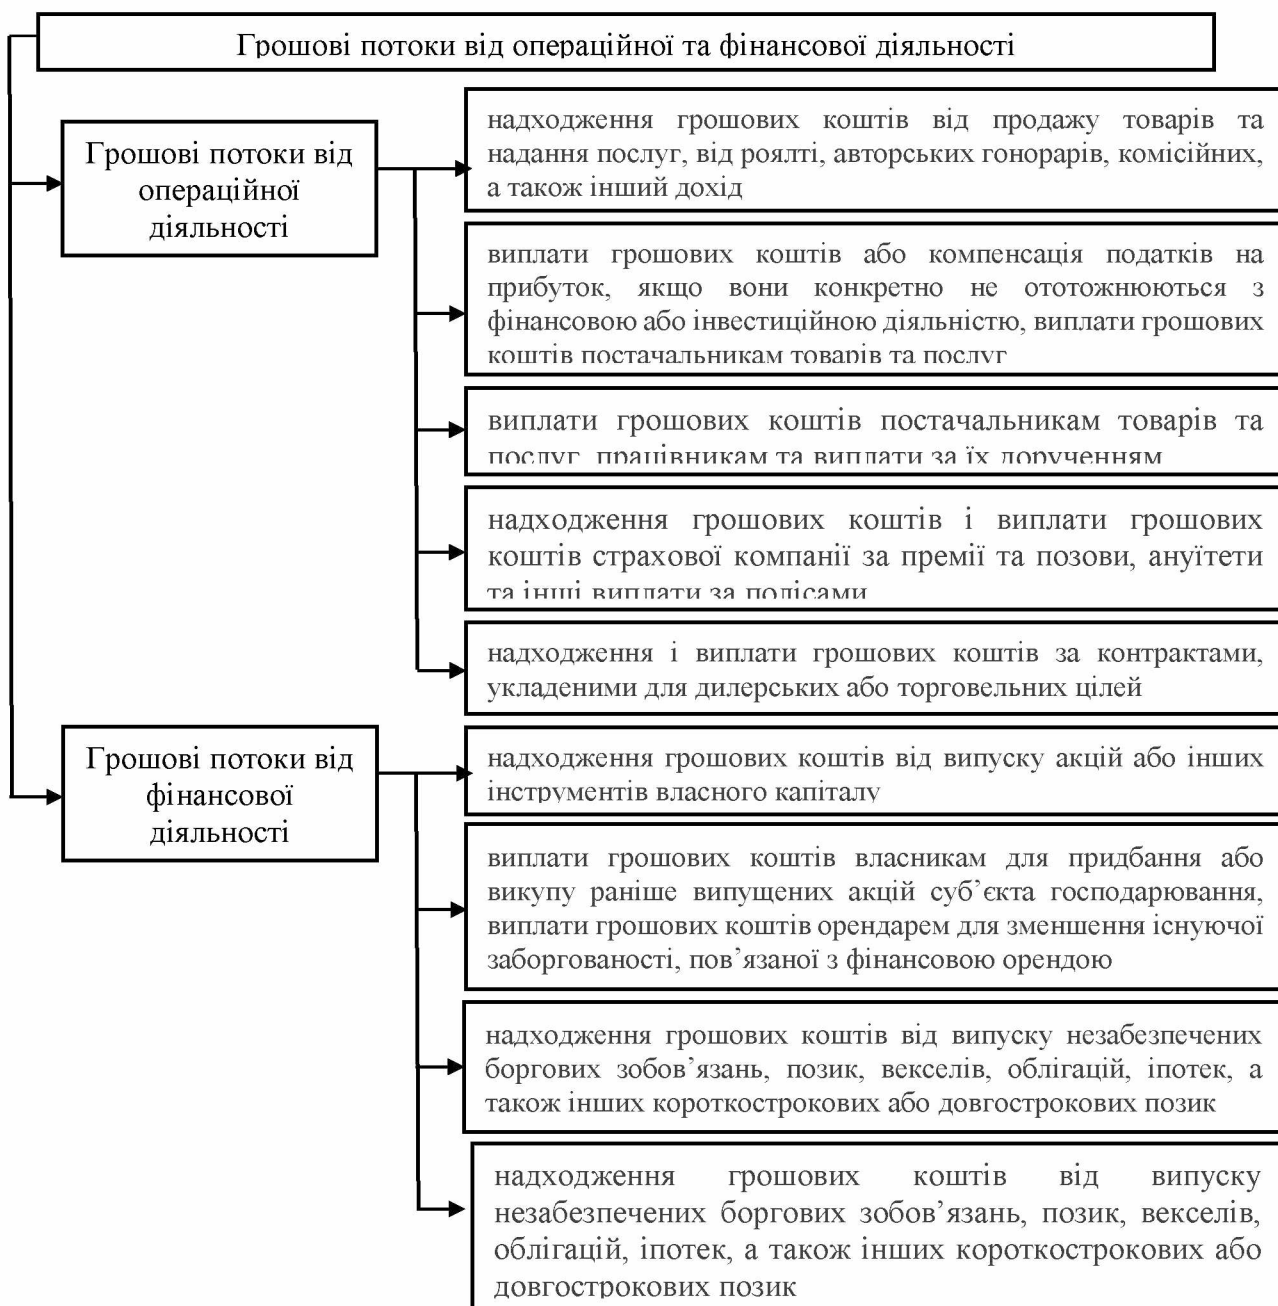 Грошові потоки від операційної та фінансової діяльності
Грошові потоки від
операційної
діяльності
надходження грошових коштів від продажу товарів та
надання послуг, від роялті, авторських гонорарів, комісійних,
а також інший дохід
виплати грошових коштів або компенсація податків на
прибуток, якщо вони конкретно не ототожнюються з
фінансовою або інвестиційною діяльністю, виплати грошових
коштів постачальникам товарів та послуг
виплати грошових коштів постачальникам товарів та
послуг, працівникам та виплати за їх дорученням
надходження грошових коштів і виплати грошових
коштів страхової компанії за премії та позови, ануїтети
та інші виплати за полісами
надходження і виплати грошових коштів за контрактами,
укладеними для дилерських або торговельних цілей
Грошові потоки від
фінансової
діяльності
надходження грошових коштів від випуску акцій або інших
інструментів власного капіталу
виплати грошових коштів власникам для придбання або
викупу раніше випущених акцій суб’єкта господарювання,
виплати грошових коштів орендарем для зменшення існуючої
заборгованості, пов’язаної з фінансовою орендою
надходження грошових коштів від випуску незабезпечених
боргових зобов’язань, позик, векселів, облігацій, іпотек, а
також інших короткострокових або довгострокових позик
надходження грошових коштів від випуску
незабезпечених боргових зобов’язань, позик, векселів,
облігацій, іпотек, а також інших короткострокових або
довгострокових позик